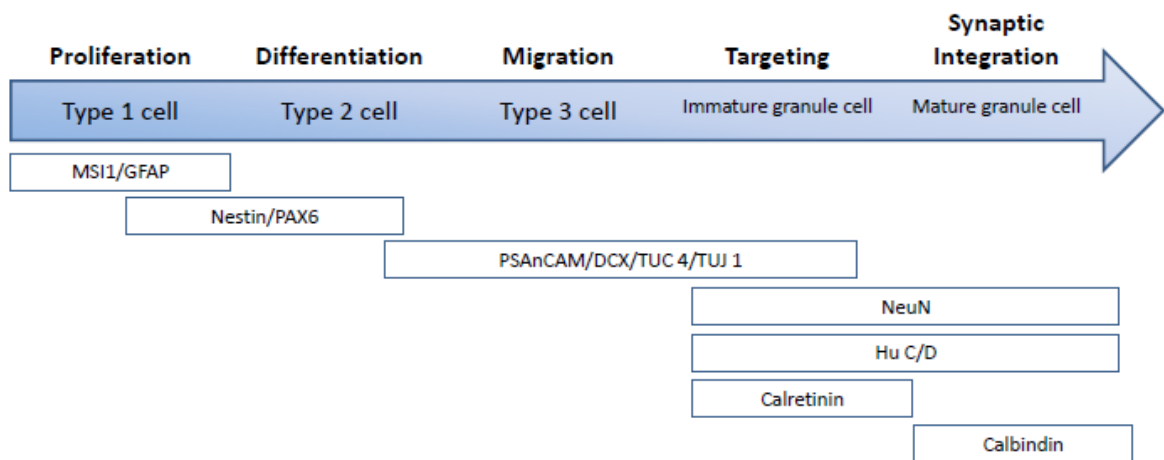 Proliferation
Differentiation
Migration
Targeting
Synaptic
Integration
Type 1 cell
Type 2 cell
Type 3 cell
Immature granule cell
Mature granule cell
MSI1/GFAP
Nestin/PAX6
PSAnCAM/DCX/TUC 4/TUJ 1
NeuN
Hu C/D
Calretinin
Calbindin